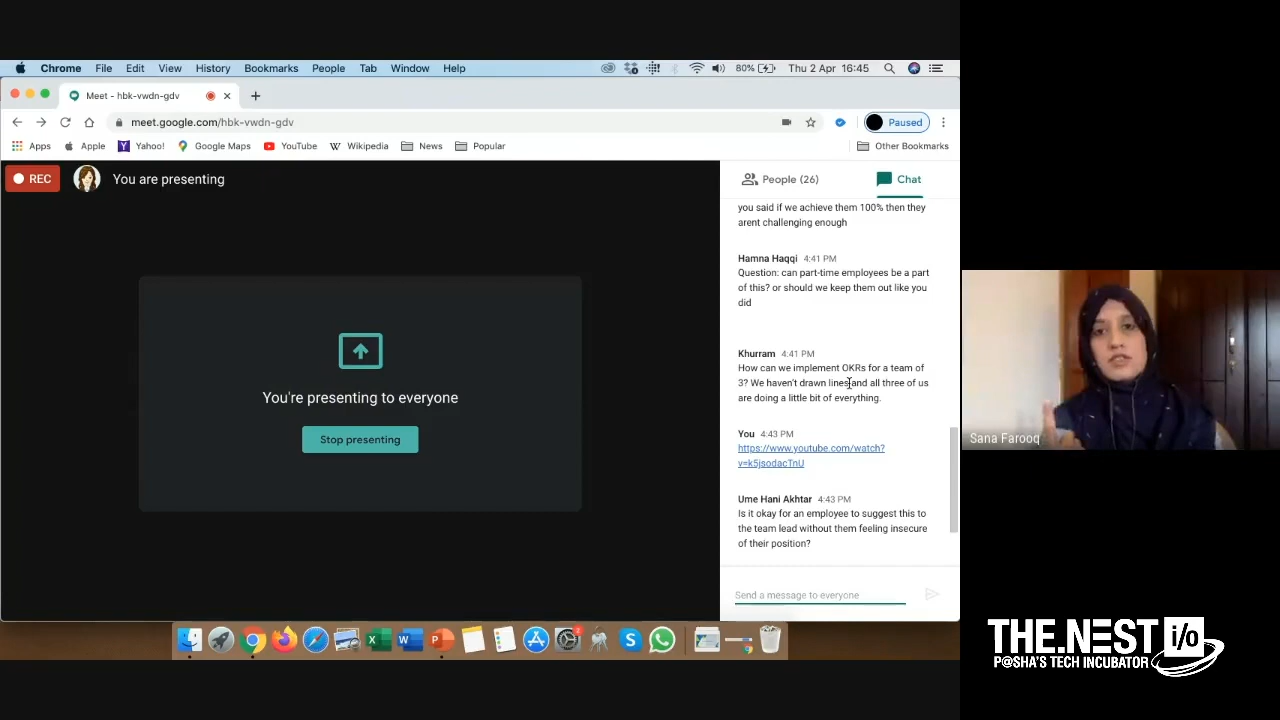 Chrome File Edit View History Bookmarks People Tab Window Help 80% Thu 2 Apr 16:45
Meet - hbk-vwdn-gdv
meet.google.com/hbk-vwdn-gdv Paused
Apps Apple Yahoo! Google Maps YouTube Wikipedia News Popular Other Bookmarks
REC You are presenting
You're presenting to everyone
Stop presenting
People (26) Chat
you said if we achieve them 100% then they
arent challenging enough
Hamna Haqqi 4:41 PM
Question: can part-time employees be a part
of this? or should we keep them out like you
did
Khurram 4:41 PM
How can we implement OKRs for a team of
3? We haven't drawn lines and all three of us
are doing a little bit of everything.
You 4:43 PM
https://www.youtube.com/watch?
v=k5jsodacTnU
Ume Hani Akhtar 4:43 PM
Is it okay for an employee to suggest this to
the team lead without them feeling insecure
of their position?
Send a message to everyone
Sana Farooq
THE.NEST i/o
P@SHA'S TECH INCUBATOR